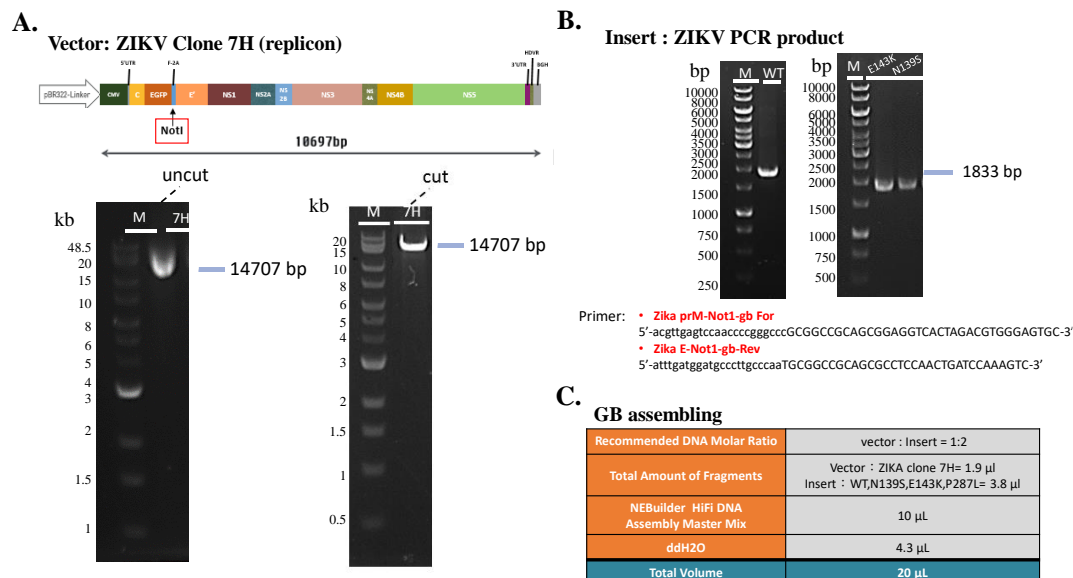 A.
Vector: ZIKV Clone 7H (replicon)
5'UTR
F-2A
HDVR
3'UTR
BGH
pBR322-Linker
CMV
C
EGFP
E'
NS1
NS2A
NS
2B
NS3
NS
4A
NS4B
NS5
NotI
10697bp
uncut
kb
M
7H
48.5
20
15
10
8
6
5
4
3
2
1.5
1
14707 bp
cut
kb
M
7H
20
15
10
8
6
5
4
3
2
1.5
1
0.5
14707 bp
B.
Insert : ZIKV PCR product
bp
M
WT
10000
8000
6000
5000
4000
3500
3000
2500
2000
1500
1000
750
500
250
bp
M
E143K
N139S
10000
8000
6000
5000
4000
3500
3000
2500
2000
1500
1000
750
500
1833 bp
Primer:
• Zika prM-Not1-gb For
5'-acgttgagtccaaccccgggcccGCGGCCGCAGCGGAGGTCACTAGACGTGGGAGTGC-3'
• Zika E-Not1-gb-Rev
5'-atttgatggatgcccttgcccaaTGCGGCCGCAGCGCCTCCAACTGATCCAAAGTC-3'
C.
GB assembling
Recommended DNA Molar Ratio
vector : Insert = 1:2
Total Amount of Fragments
Vector：ZIKA clone 7H= 1.9 µl
Insert：WT,N139S,E143K,P287L= 3.8 µl
NEBuilder HiFi DNA
Assembly Master Mix
10 µL
ddH2O
4.3 µL
Total Volume
20 µL